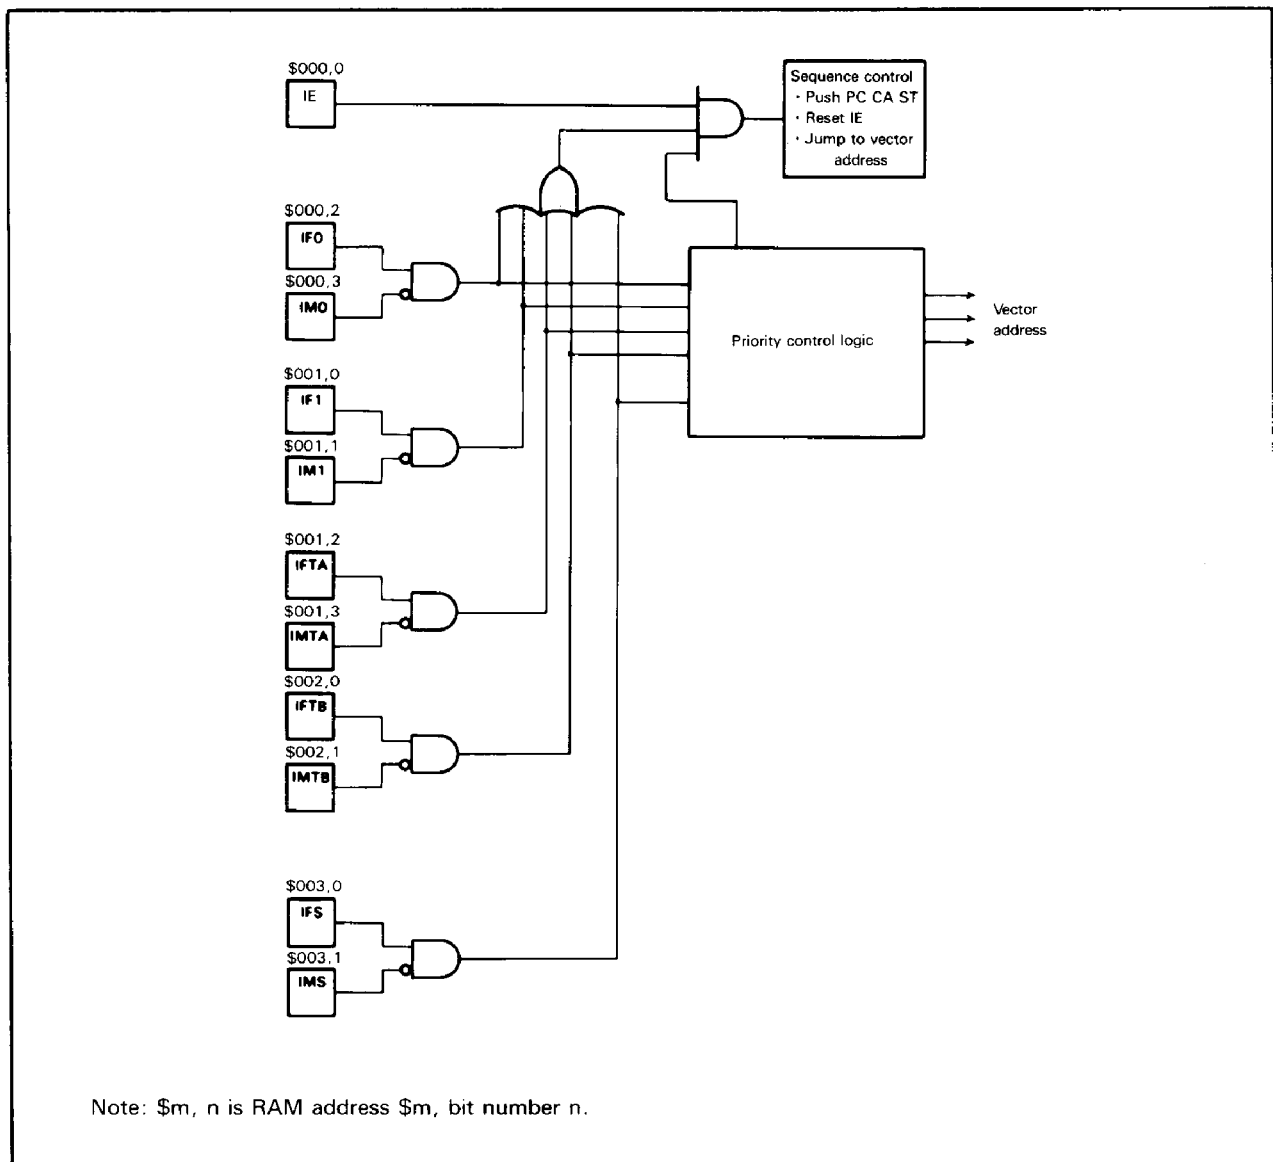 $000,0
IE
Sequence control
· Push PC CA ST
· Reset IE
· Jump to vector
address
$000,2
IF0
$000,3
IM0
Priority control logic
Vector
address
$001,0
IF1
$001,1
IM1
$001,2
IFTA
$001,3
IMTA
$002,0
IFTB
$002,1
IMTB
$003,0
IFS
$003,1
IMS
Note: $m, n is RAM address $m, bit number n.